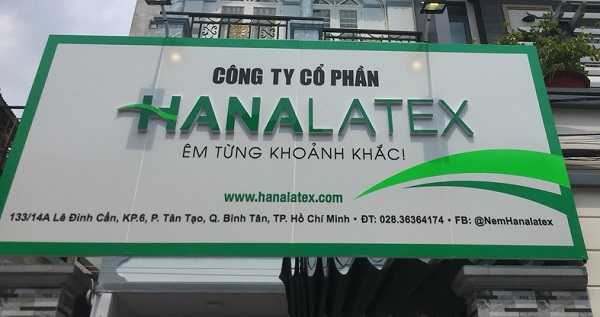 CÔNG TY CỔ PHẦN
HANALATEX
ÊM TỪNG KHOẢNH KHẮC!
www.hanalatex.com
133/14A Lê Đình Cẩn, KP.6, P. Tân Tạo, Q. Bình Tân, TP. Hồ Chí Minh • ĐT: 028.36364174 • FB: @NemHanalatex